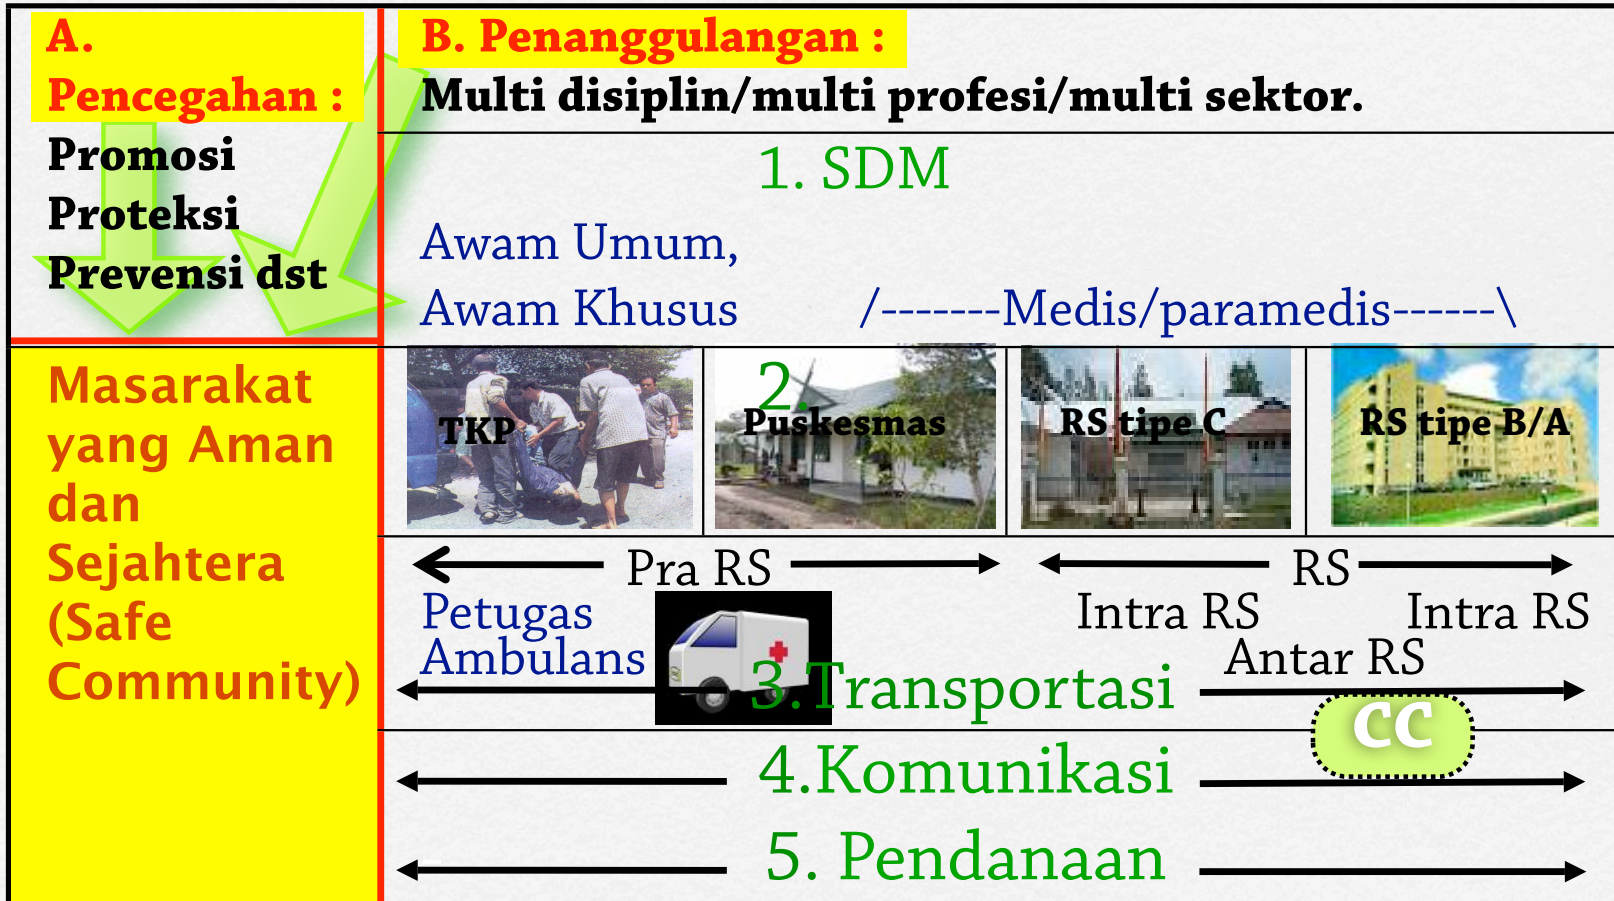 A.
Pencegahan :
Promosi
Proteksi
Prevensi dst
Masarakat
yang Aman
dan
Sejahtera
(Safe
Community)
B. Penanggulangan :
Multi disiplin/multi profesi/multi sektor.
1. SDM
Awam Umum,
Awam Khusus /-------Medis/paramedis------\
2.
TKP Puskesmas RS tipe C RS tipe B/A
Pra RS RS
Petugas Intra RS Intra RS
Ambulans Antar RS
3.Transportasi
CC
4.Komunikasi
5. Pendanaan